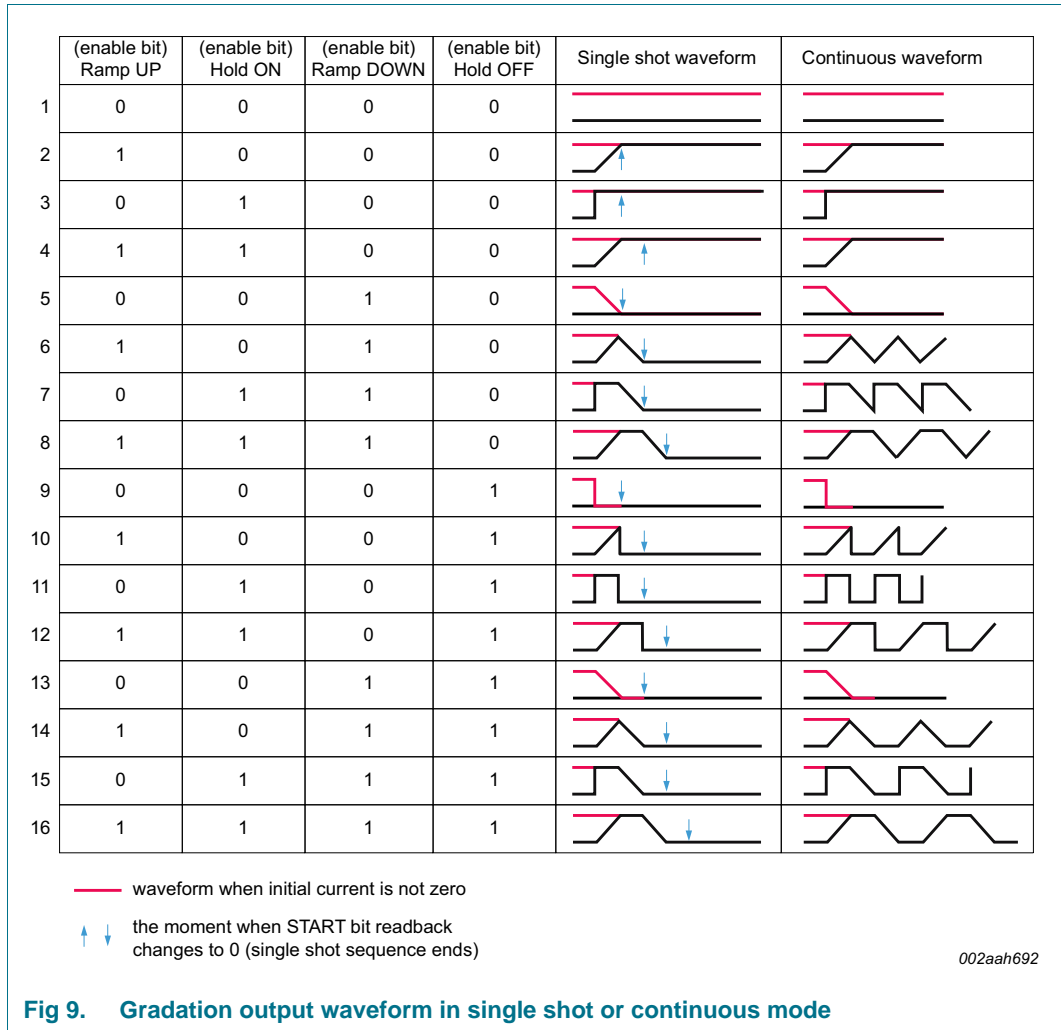 (enable bit) Ramp UP (enable bit) Hold ON (enable bit) Ramp DOWN (enable bit) Hold OFF Single shot waveform Continuous waveform
1 0 0 0 0
2 1 0 0 0
3 0 1 0 0
4 1 1 0 0
5 0 0 1 0
6 1 0 1 0
7 0 1 1 0
8 1 1 1 0
9 0 0 0 1
10 1 0 0 1
11 0 1 0 1
12 1 1 0 1
13 0 0 1 1
14 1 0 1 1
15 0 1 1 1
16 1 1 1 1
waveform when initial current is not zero
the moment when START bit readback
changes to 0 (single shot sequence ends)
002aah692
Fig 9. Gradation output waveform in single shot or continuous mode